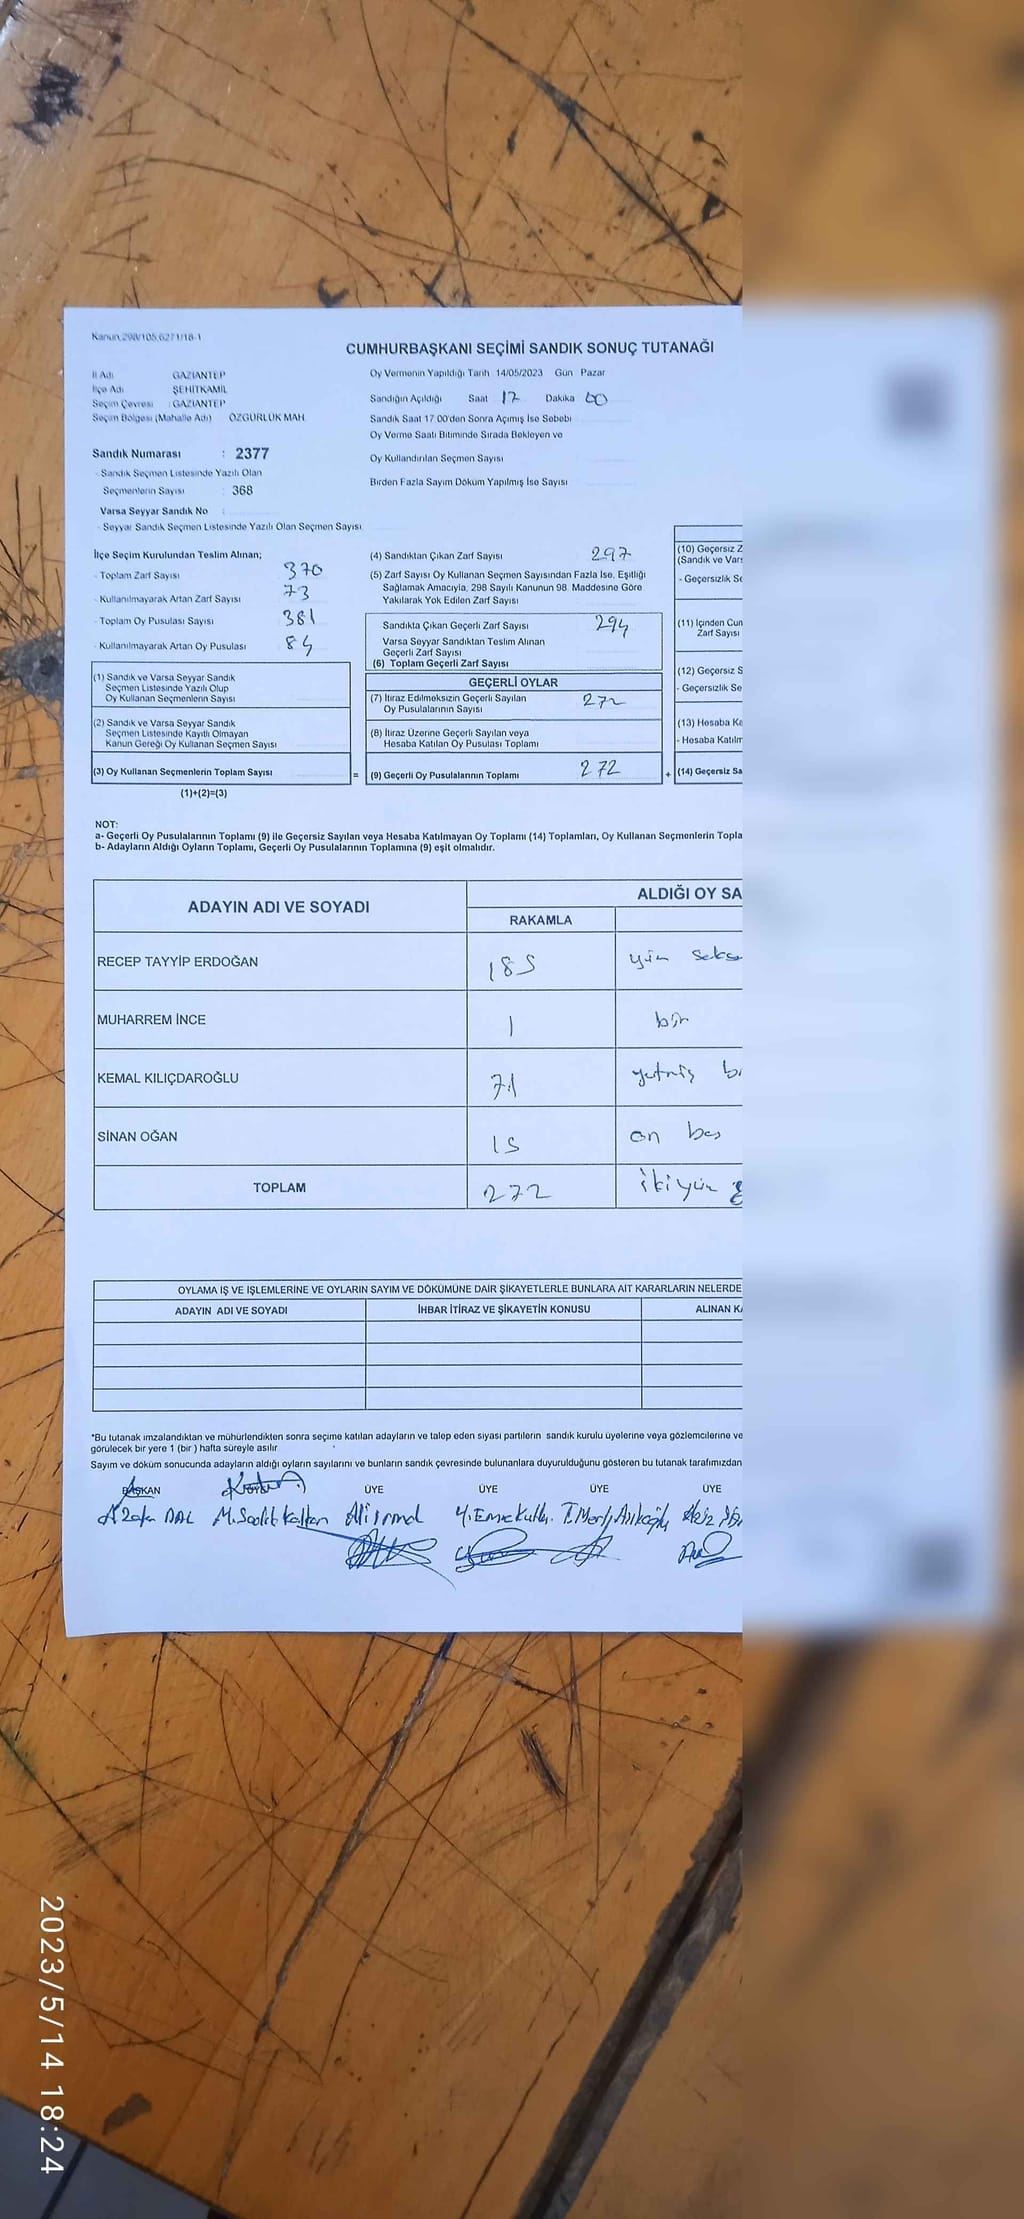 Kanun 298/105,6271/18-1
CUMHURBAŞKANI SEÇİMİ SANDIK SONUÇ TUTANAĞI
İl Adı GAZİANTEP
İlçe Adı ŞEHİTKAMİL
Seçim Çevresi : GAZİANTEP
Seçim Bölgesi (Mahalle Adı) ÖZGÜRLÜK MAH.
Sandık Numarası : 2377
- Sandık Seçmen Listesinde Yazılı Olan
Seçmenlerin Sayısı : 368
Varsa Seyyar Sandık No :
- Seyyar Sandık Seçmen Listesinde Yazılı Olan Seçmen Sayısı
Oy Vermenin Yapıldığı Tarih 14/05/2023 Gün Pazar
Sandığın Açıldığı Saat 17 Dakika 00
Sandık Saat 17 00'den Sonra Açımış İse Sebebi
Oy Verme Saati Bitiminde Sırada Bekleyen ve
Oy Kullandırılan Seçmen Sayısı
Birden Fazla Sayım Döküm Yapılmış İse Sayısı
İlçe Seçim Kurulundan Teslim Alınan;
- Toplam Zarf Sayısı 370
- Kullanılmayarak Artan Zarf Sayısı 73
- Toplam Oy Pusulası Sayısı 381
- Kullanılmayarak Artan Oy Pusulası 84
(1) Sandık ve Varsa Seyyar Sandık
Seçmen Listesinde Yazılı Olup
Oy Kullanan Seçmenlerin Sayısı
(2) Sandık ve Varsa Seyyar Sandık
Seçmen Listesinde Kayıtlı Olmayan
Kanun Gereği Oy Kullanan Seçmen Sayısı
(3) Oy Kullanan Seçmenlerin Toplam Sayısı
(1)+(2)=(3)
=
(4) Sandıktan Çıkan Zarf Sayısı 297
(5) Zarf Sayısı Oy Kullanan Seçmen Sayısından Fazla İse, Eşitliği
Sağlamak Amacıyla, 298 Sayılı Kanunun 98. Maddesine Göre
Yakılarak Yok Edilen Zarf Sayısı
Sandıkta Çıkan Geçerli Zarf Sayısı 294
Varsa Seyyar Sandıktan Teslim Alınan
Geçerli Zarf Sayısı
(6) Toplam Geçerli Zarf Sayısı
GEÇERLİ OYLAR
(7) İtiraz Edilmeksizin Geçerli Sayılan
Oy Pusulalarının Sayısı 272
(8) İtiraz Üzerine Geçerli Sayılan veya
Hesaba Katılan Oy Pusulası Toplamı
(9) Geçerli Oy Pusulalarının Toplamı 272
+
(10) Geçersiz Z
(Sandık ve Vars
- Geçersizlik Se
(11) İçinden Cun
Zarf Sayısı
(12) Geçersiz S
- Geçersizlik Se
(13) Hesaba Ka
- Hesaba Katılm
(14) Geçersiz Sa
NOT:
a- Geçerli Oy Pusulalarının Toplamı (9) ile Geçersiz Sayılan veya Hesaba Katılmayan Oy Toplamı (14) Toplamları, Oy Kullanan Seçmenlerin Topla
b- Adayların Aldığı Oyların Toplamı, Geçerli Oy Pusulalarının Toplamına (9) eşit olmalıdır.
ADAYIN ADI VE SOYADI ALDIĞI OY SA
RAKAMLA
RECEP TAYYİP ERDOĞAN 185 yüz sekse
MUHARREM İNCE 1 bir
KEMAL KILIÇDAROĞLU 71 yetmiş bi
SİNAN OĞAN 15 on beş
TOPLAM 272 ikiyüz
OYLAMA İŞ VE İŞLEMLERİNE VE OYLARIN SAYIM VE DÖKÜMÜNE DAİR ŞİKAYETLERLE BUNLARA AİT KARARLARIN NELERDE
ADAYIN ADI VE SOYADI İHBAR İTİRAZ VE ŞİKAYETİN KONUSU ALINAN KA
*Bu tutanak imzalandıktan ve mühürlendikten sonra seçime katılan adayların ve talep eden siyasi partilerin sandık kurulu üyelerine veya gözlemcilerine ve
görülecek bir yere 1 (bir ) hafta süreyle asılır
Sayım ve döküm sonucunda adayların aldığı oyların sayılarını ve bunların sandık çevresinde bulunanlara duyurulduğunu gösteren bu tutanak tarafımızdan
BAŞKAN ÜYE ÜYE ÜYE ÜYE
2023/5/14 18:24